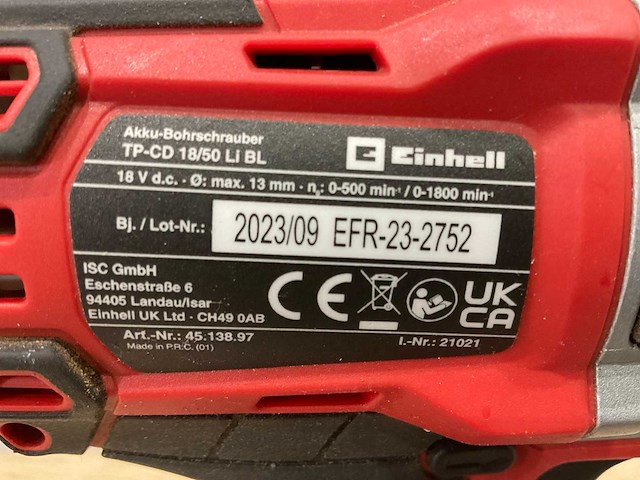 Akku-Bohrschrauber
TP-CD 18/50 Li BL
Einhell
18 V d.c. · Ø: max. 13 mm · n₀: 0-500 min⁻¹ / 0-1800 min⁻¹
Bj. / Lot-Nr.: 2023/09 EFR-23-2752
ISC GmbH
Eschenstraße 6
94405 Landau/Isar
Einhell UK Ltd · CH49 0AB
CE
UK
CA
Art.-Nr.: 45.138.97
I.-Nr.: 21021
Made in P.R.C. (01)